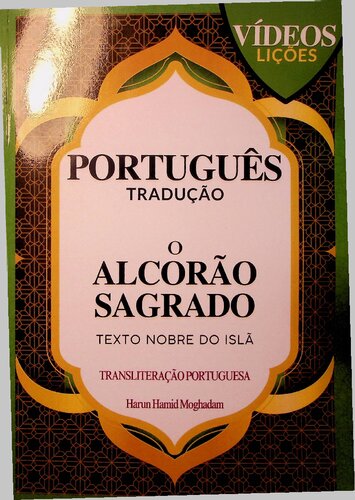 VÍDEOS
LIÇÕES
PORTUGUÊS
TRADUÇÃO
O
ALCORÃO
SAGRADO
TEXTO NOBRE DO ISLÃ
TRANSLITERAÇÃO PORTUGUESA
Harun Hamid Moghadam